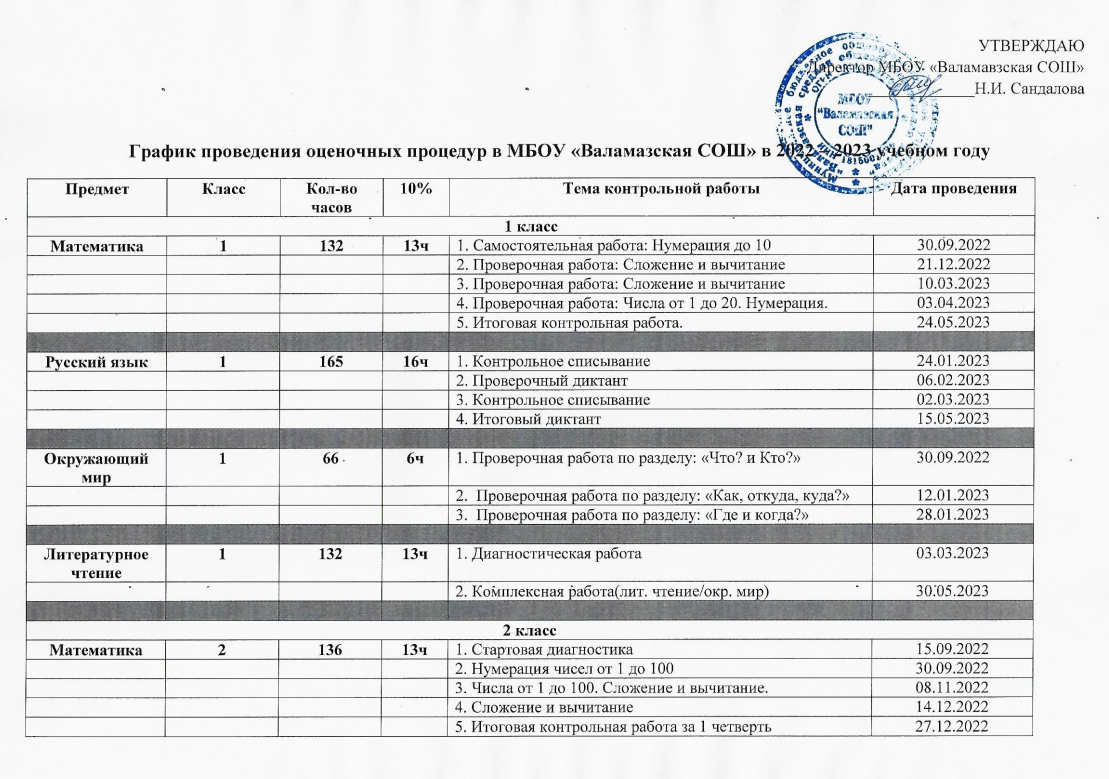 УТВЕРЖДАЮ
Директор МБОУ «Валамавзская СОШ»
Н.И. Сандалова
МБОУ
"Валамазская
СОШ"
График проведения оценочных процедур в МБОУ «Валамазская СОШ» в 2022 - 2023 учебном году
Предмет Класс Кол-во часов 10% Тема контрольной работы Дата проведения
1 класс
Математика 1 132 13ч 1. Самостоятельная работа: Нумерация до 10 30.09.2022
2. Проверочная работа: Сложение и вычитание 21.12.2022
3. Проверочная работа: Сложение и вычитание 10.03.2023
4. Проверочная работа: Числа от 1 до 20. Нумерация. 03.04.2023
5. Итоговая контрольная работа. 24.05.2023
Русский язык 1 165 16ч 1. Контрольное списывание 24.01.2023
2. Проверочный диктант 06.02.2023
3. Контрольное списывание 02.03.2023
4. Итоговый диктант 15.05.2023
Окружающий мир 1 66 6ч 1. Проверочная работа по разделу: «Что? и Кто?» 30.09.2022
2. Проверочная работа по разделу: «Как, откуда, куда?» 12.01.2023
3. Проверочная работа по разделу: «Где и когда?» 28.01.2023
Литературное чтение 1 132 13ч 1. Диагностическая работа 03.03.2023
2. Комплексная работа(лит. чтение/окр. мир) 30.05.2023
2 класс
Математика 2 136 13ч 1. Стартовая диагностика 15.09.2022
2. Нумерация чисел от 1 до 100 30.09.2022
3. Числа от 1 до 100. Сложение и вычитание. 08.11.2022
4. Сложение и вычитание 14.12.2022
5. Итоговая контрольная работа за 1 четверть 27.12.2022